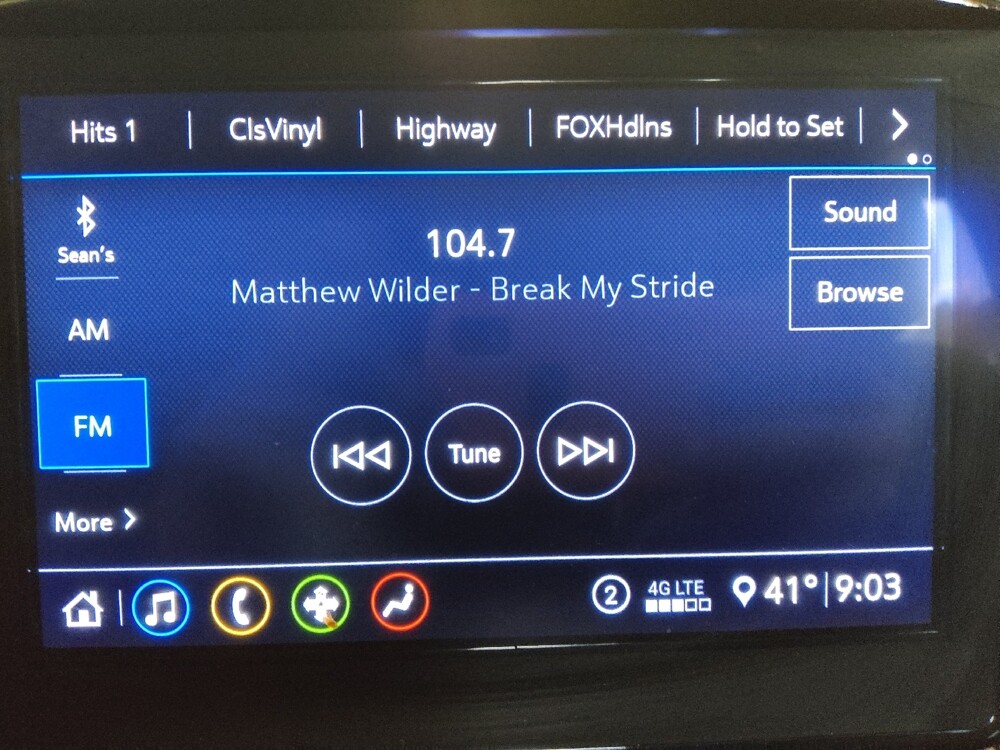 Hits 1 ClsVinyl Highway FOXHdlns Hold to Set
Sean's
AM
FM
More
104.7
Matthew Wilder - Break My Stride
Tune
Sound
Browse
2 4G LTE 41° 9:03